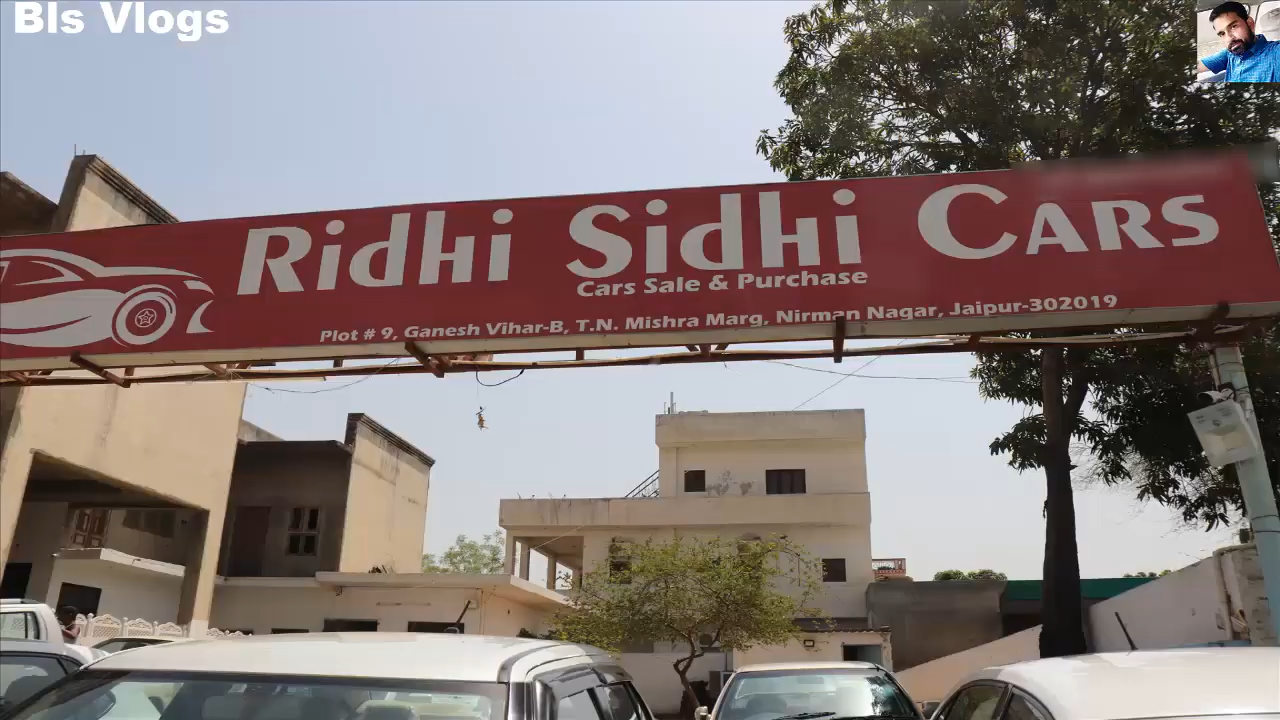 Bls Vlogs
Ridhi Sidhi Cars
Cars Sale & Purchase
Plot # 9, Ganesh Vihar-B, T.N. Mishra Marg, Nirman Nagar, Jaipur-302019